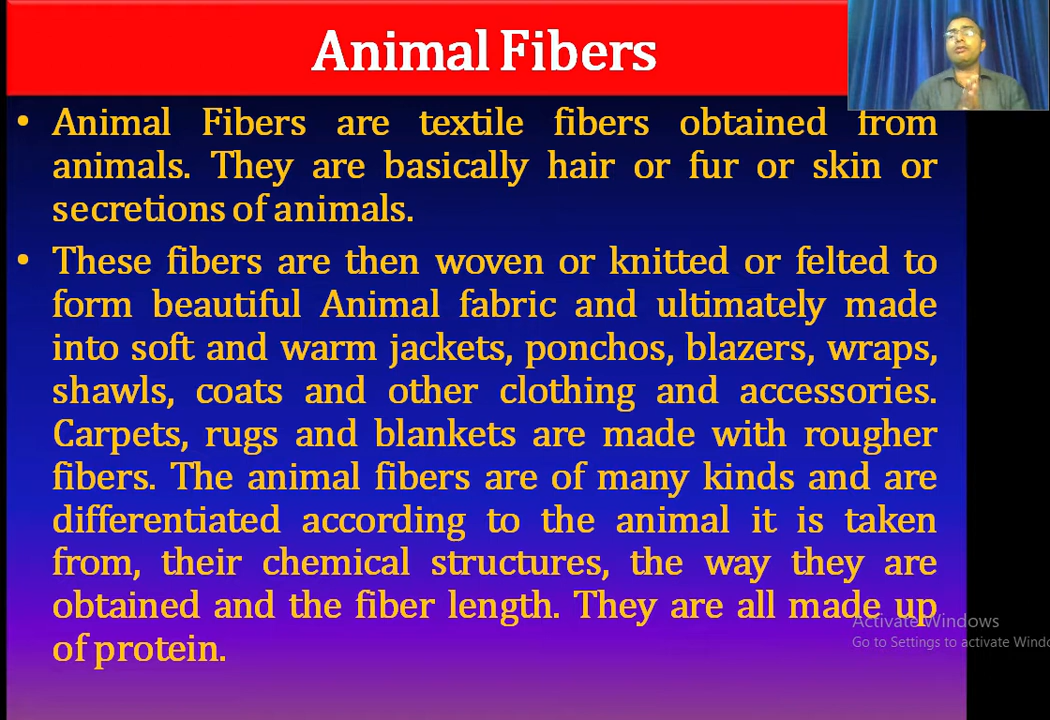 Animal Fibers
• Animal Fibers are textile fibers obtained from
animals. They are basically hair or fur or skin or
secretions of animals.
• These fibers are then woven or knitted or felted to
form beautiful Animal fabric and ultimately made
into soft and warm jackets, ponchos, blazers, wraps,
shawls, coats and other clothing and accessories.
Carpets, rugs and blankets are made with rougher
fibers. The animal fibers are of many kinds and are
differentiated according to the animal it is taken
from, their chemical structures, the way they are
obtained and the fiber length. They are all made up
of protein.
Activate Windows
Go to Settings to activate Windo